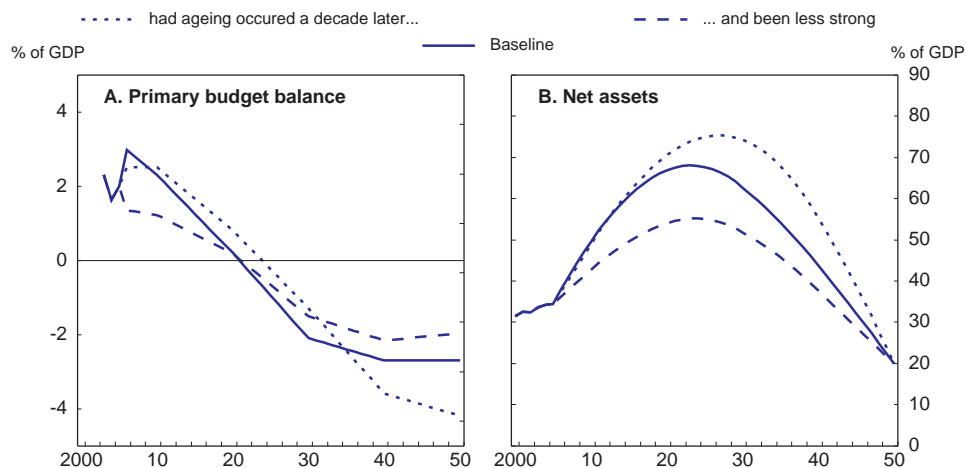 had ageing occured a decade later...
... and been less strong
Baseline
% of GDP
% of GDP
A. Primary budget balance
B. Net assets
4
2
0
-2
-4
90
80
70
60
50
40
30
20
10
0
2000 10 20 30 40 50
2000 10 20 30 40 50